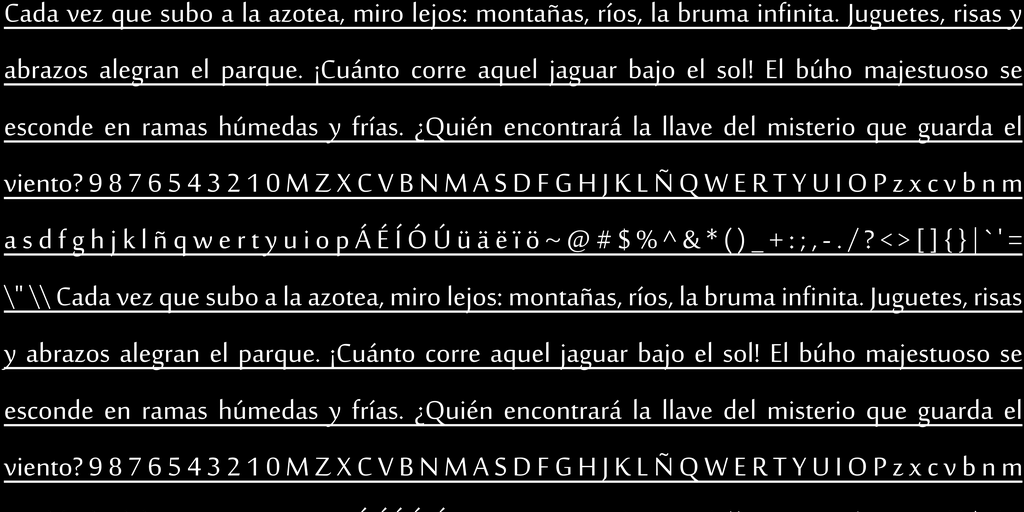 Cada vez que subo a la azotea, miro lejos: montañas, ríos, la bruma infinita. Juguetes, risas y
abrazos alegran el parque. ¡Cuánto corre aquel jaguar bajo el sol! El búho majestuoso se
esconde en ramas húmedas y frías. ¿Quién encontrará la llave del misterio que guarda el
viento? 9 8 7 6 5 4 3 2 1 0 M Z X C V B N M A S D F G H J K L Ñ Q W E R T Y U I O P z x c v b n m
a s d f g h j k l ñ q w e r t y u i o p Á É Í Ó Ú ü ä ë ï ö ~ @ # $ % ^ & * ( ) _ + : ; , - . / ? < > [ ] { } | ` ' =
\" \\ Cada vez que subo a la azotea, miro lejos: montañas, ríos, la bruma infinita. Juguetes, risas
y abrazos alegran el parque. ¡Cuánto corre aquel jaguar bajo el sol! El búho majestuoso se
esconde en ramas húmedas y frías. ¿Quién encontrará la llave del misterio que guarda el
viento? 9 8 7 6 5 4 3 2 1 0 M Z X C V B N M A S D F G H J K L Ñ Q W E R T Y U I O P z x c v b n m